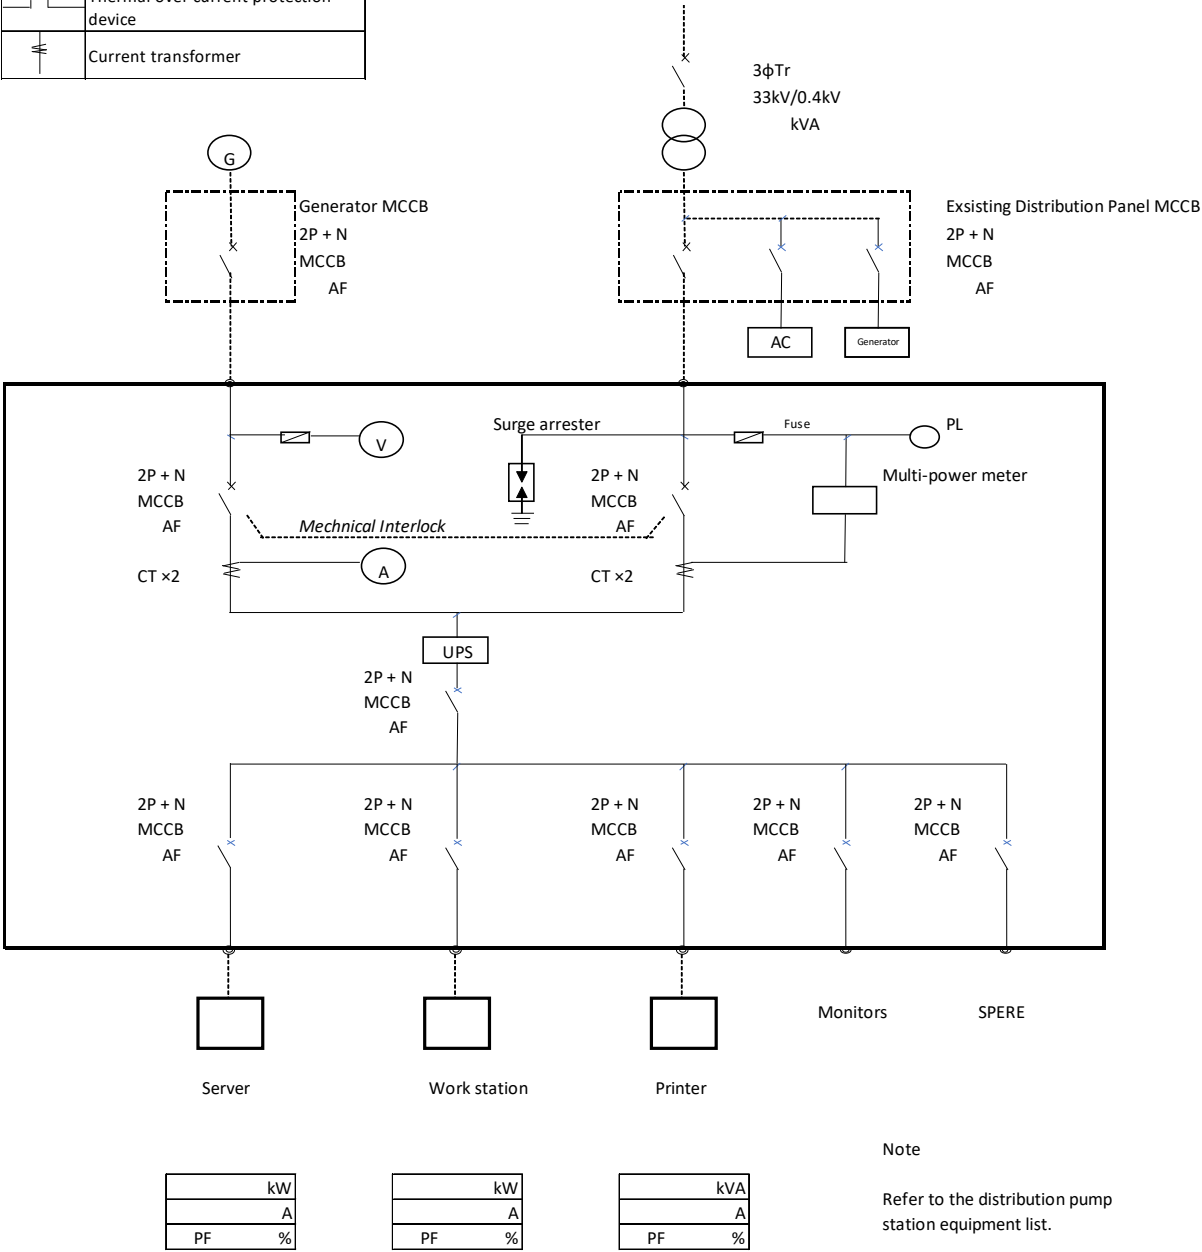 Thermal over current protection
device
Current transformer
3ϕTr
33kV/0.4kV
kVA
G
Generator MCCB
2P + N
MCCB
AF
Exsisting Distribution Panel MCCB
2P + N
MCCB
AF
AC
Generator
Surge arrester
Fuse
PL
V
2P + N
MCCB
AF
2P + N
MCCB
AF
Multi-power meter
Mechnical Interlock
CT ×2
A
CT ×2
UPS
2P + N
MCCB
AF
2P + N
MCCB
AF
2P + N
MCCB
AF
2P + N
MCCB
AF
2P + N
MCCB
AF
2P + N
MCCB
AF
Monitors
SPERE
Server
Work station
Printer
Note
Refer to the distribution pump
station equipment list.
kW
A
PF %
kW
A
PF %
kVA
A
PF %